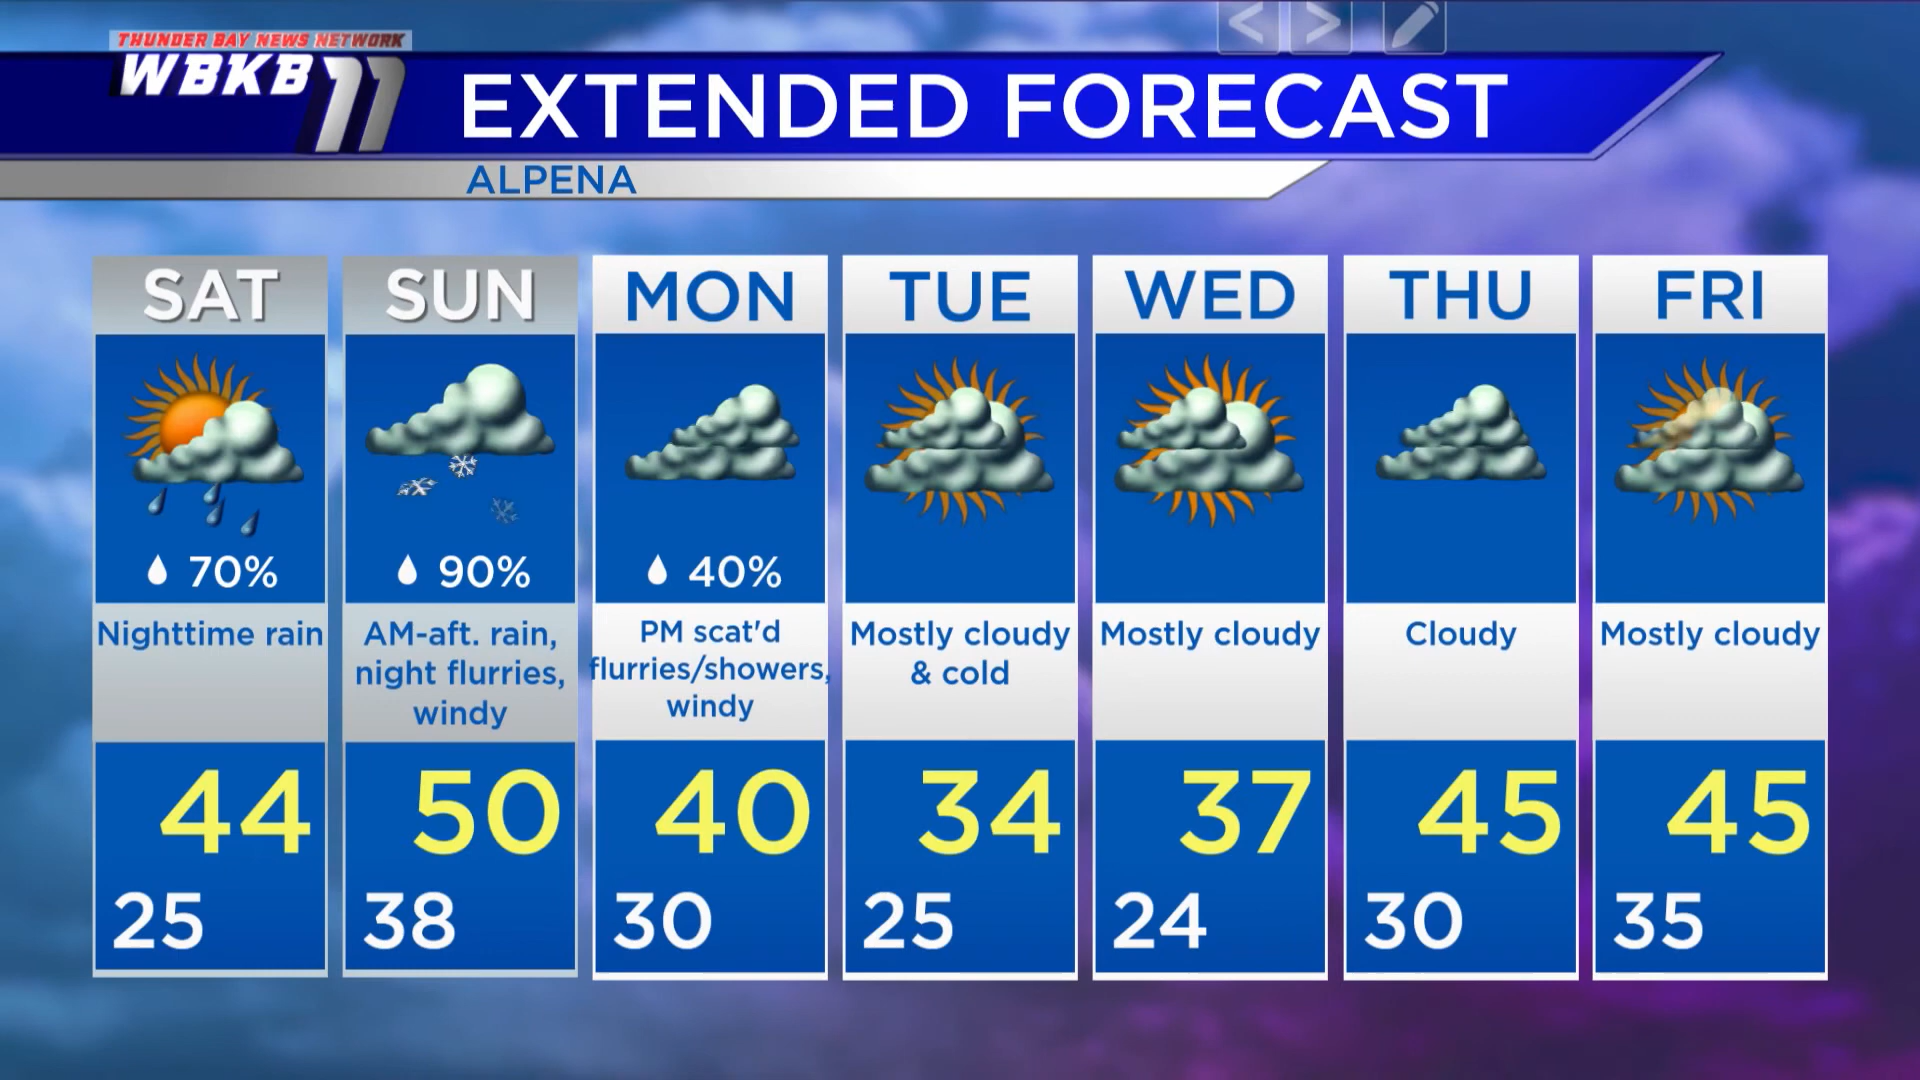 THUNDER BAY NEWS NETWORK
WBKB 11
EXTENDED FORECAST
ALPENA
SAT
70%
Nighttime rain
44
25
SUN
90%
AM-aft. rain,
night flurries,
windy
50
38
MON
40%
PM scat'd
flurries/showers,
windy
40
30
TUE
Mostly cloudy
& cold
34
25
WED
Mostly cloudy
37
24
THU
Cloudy
45
30
FRI
Mostly cloudy
45
35